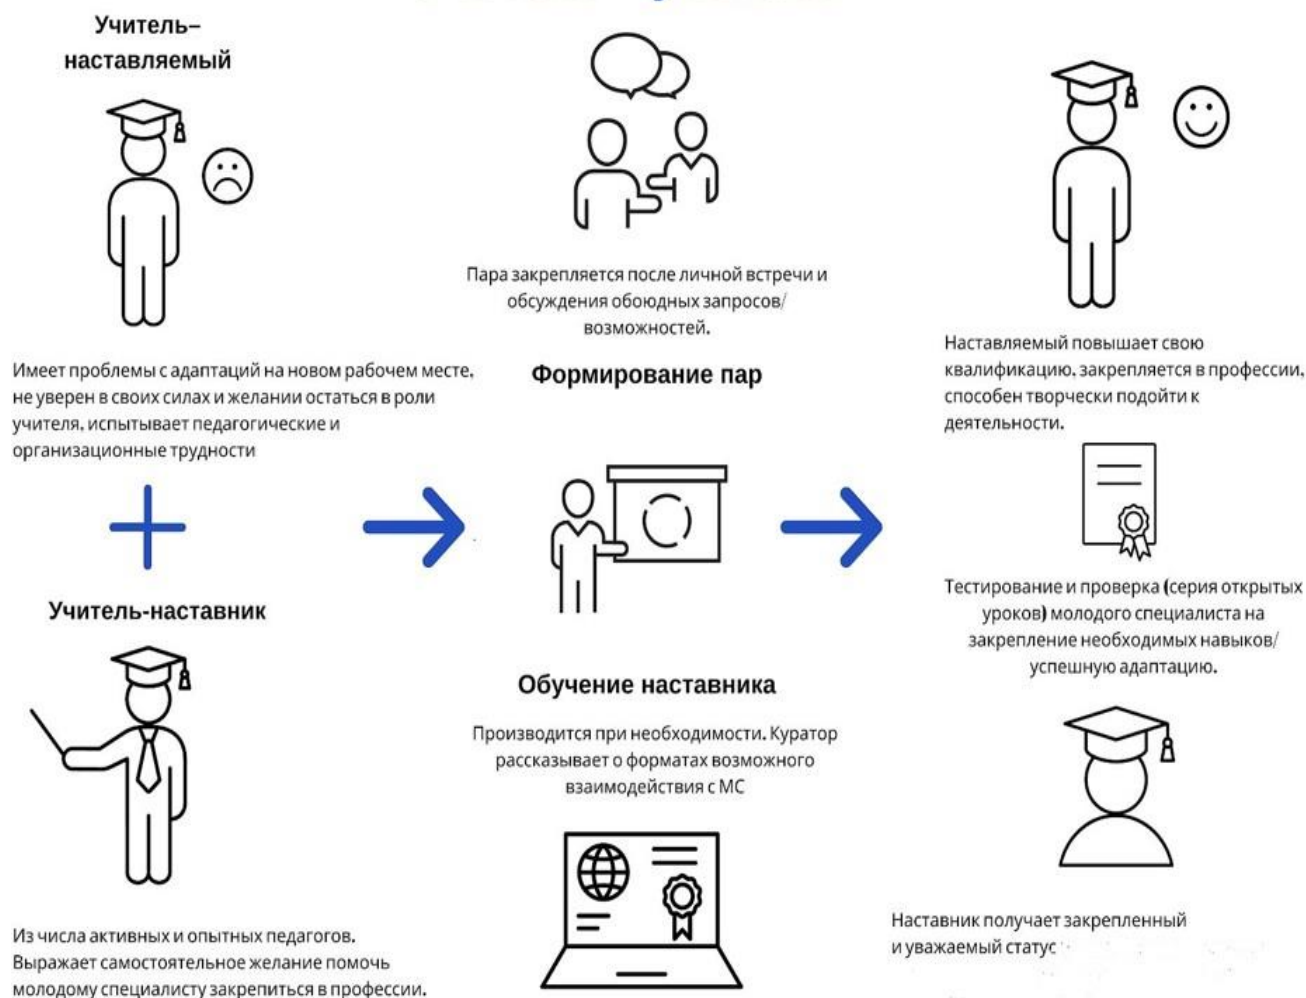 Учитель–
наставляемый
Имеет проблемы с адаптаций на новом рабочем месте,
не уверен в своих силах и желании остаться в роли
учителя, испытывает педагогические и
организационные трудности
Учитель-наставник
Из числа активных и опытных педагогов.
Выражает самостоятельное желание помочь
молодому специалисту закрепиться в профессии.
Пара закрепляется после личной встречи и
обсуждения обоюдных запросов/
возможностей.
Формирование пар
Обучение наставника
Производится при необходимости. Куратор
рассказывает о форматах возможного
взаимодействия с МС
Наставляемый повышает свою
квалификацию, закрепляется в профессии,
способен творчески подойти к
деятельности.
Тестирование и проверка (серия открытых
уроков) молодого специалиста на
закрепление необходимых навыков/
успешную адаптацию.
Наставник получает закрепленный
и уважаемый статус